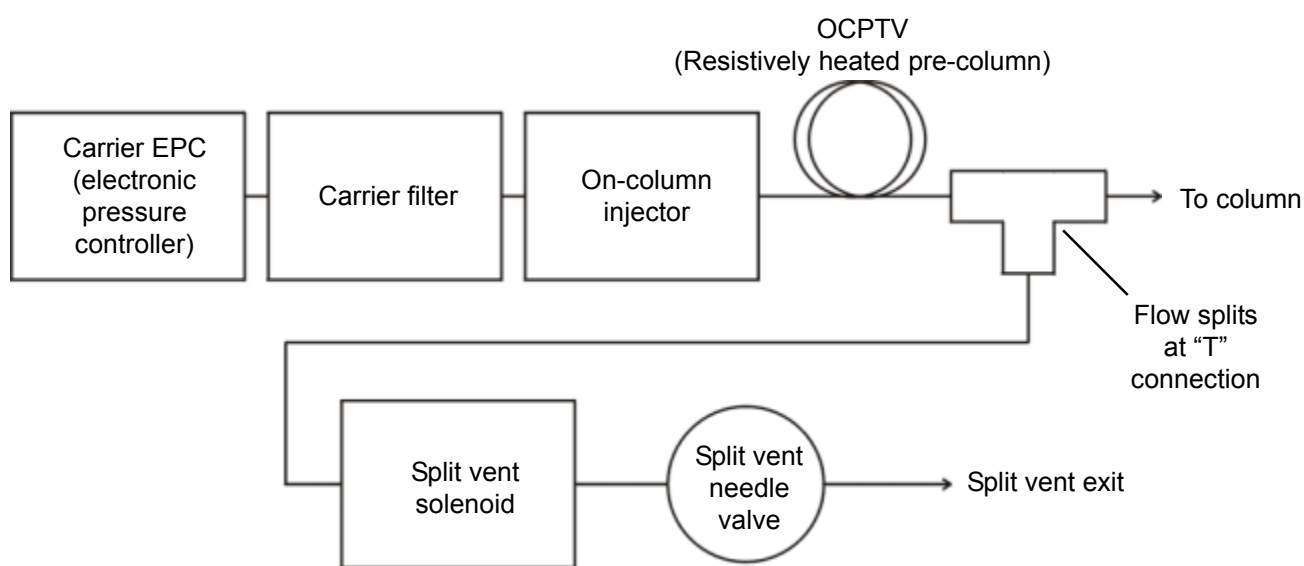 OCPTV
(Resistively heated pre-column)
Carrier EPC
(electronic
pressure
controller)
Carrier filter
On-column
injector
To column
Flow splits
at “T”
connection
Split vent
solenoid
Split vent
needle
valve
Split vent exit